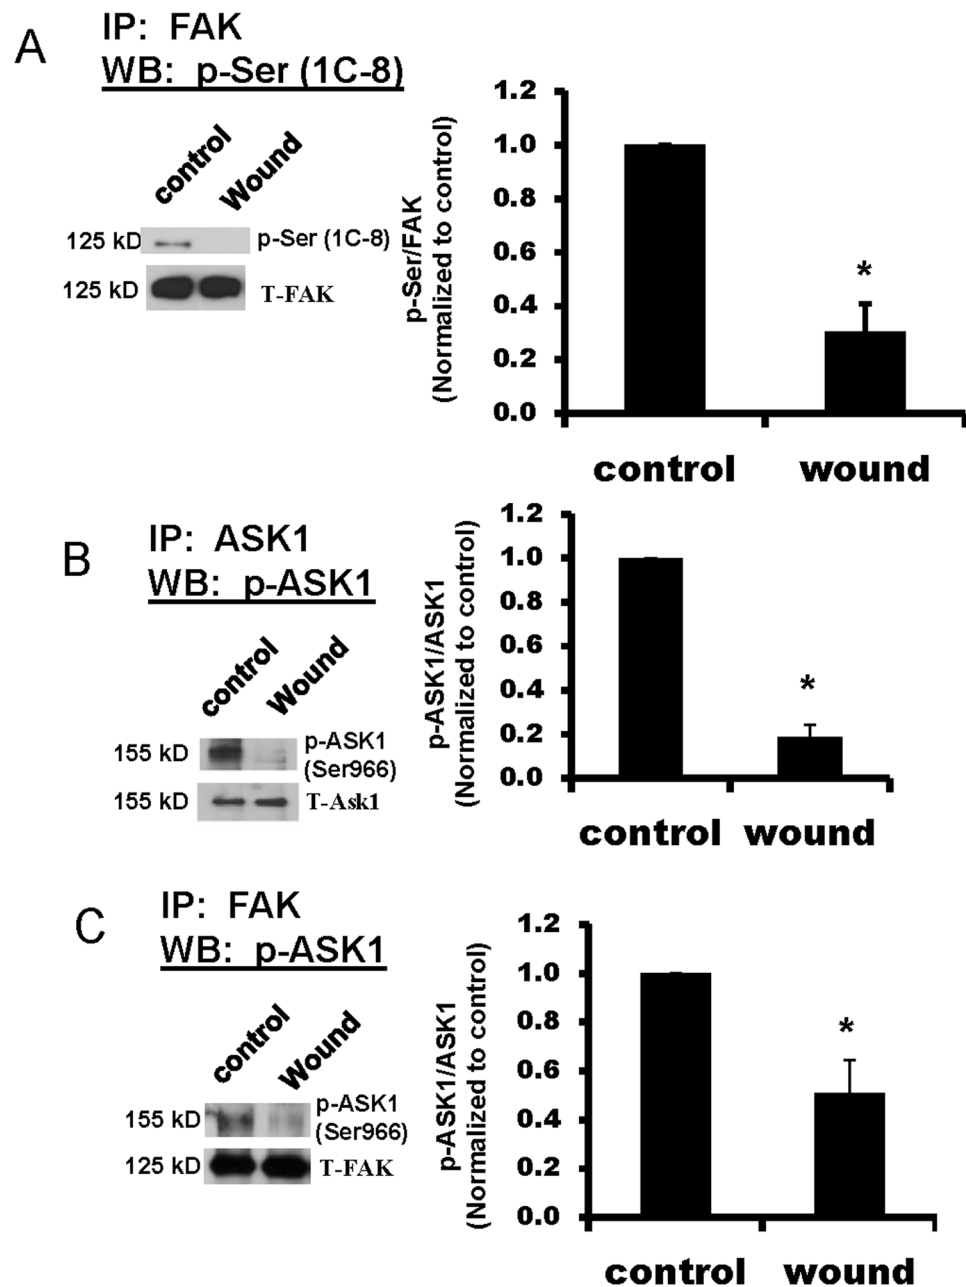 A
IP: FAK
WB: p-Ser (1C-8)
control
Wound
125 kD
p-Ser (1C-8)
125 kD
T-FAK
p-Ser/FAK
(Normalized to control)
1.2
1.0
0.8
0.6
0.4
0.2
0.0
*
control
wound
B
IP: ASK1
WB: p-ASK1
control
Wound
155 kD
p-ASK1
(Ser966)
155 kD
T-Ask1
p-ASK1/ASK1
(Normalized to control)
1.2
1.0
0.8
0.6
0.4
0.2
0.0
*
control
wound
C
IP: FAK
WB: p-ASK1
control
Wound
155 kD
p-ASK1
(Ser966)
125 kD
T-FAK
p-ASK1/ASK1
(Normalized to control)
1.2
1.0
0.8
0.6
0.4
0.2
0.0
*
control
wound